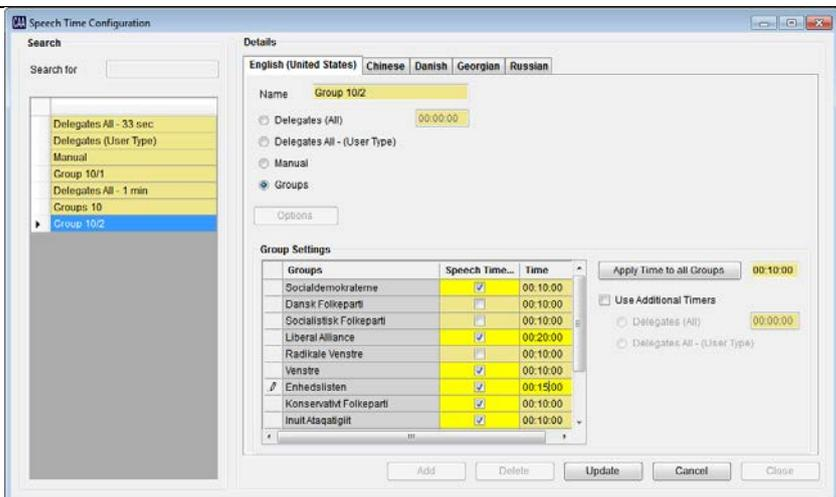 CAA Speech Time Configuration
Search
Search for
Delegates All - 33 sec
Delegates (User Type)
Manual
Group 10/1
Delegates All - 1 min
Groups 10
Group 10/2
Details
English (United States) Chinese Danish Georgian Russian
Name Group 10/2
Delegates (All) 00:00:00
Delegates All - (User Type)
Manual
Groups
Options
Group Settings
Groups Speech Time... Time
Socialdemokraterne 00:10:00
Dansk Folkeparti 00:10:00
Socialistisk Folkeparti 00:10:00
Liberal Alliance 00:20:00
Radikale Venstre 00:10:00
Venstre 00:10:00
Enhedslisten 00:15:00
Konservativt Folkeparti 00:10:00
Inuit Ataqatigiit 00:10:00
Apply Time to all Groups 00:10:00
Use Additional Timers
Delegates (All) 00:00:00
Delegates All - (User Type)
Add Delete Update Cancel Close